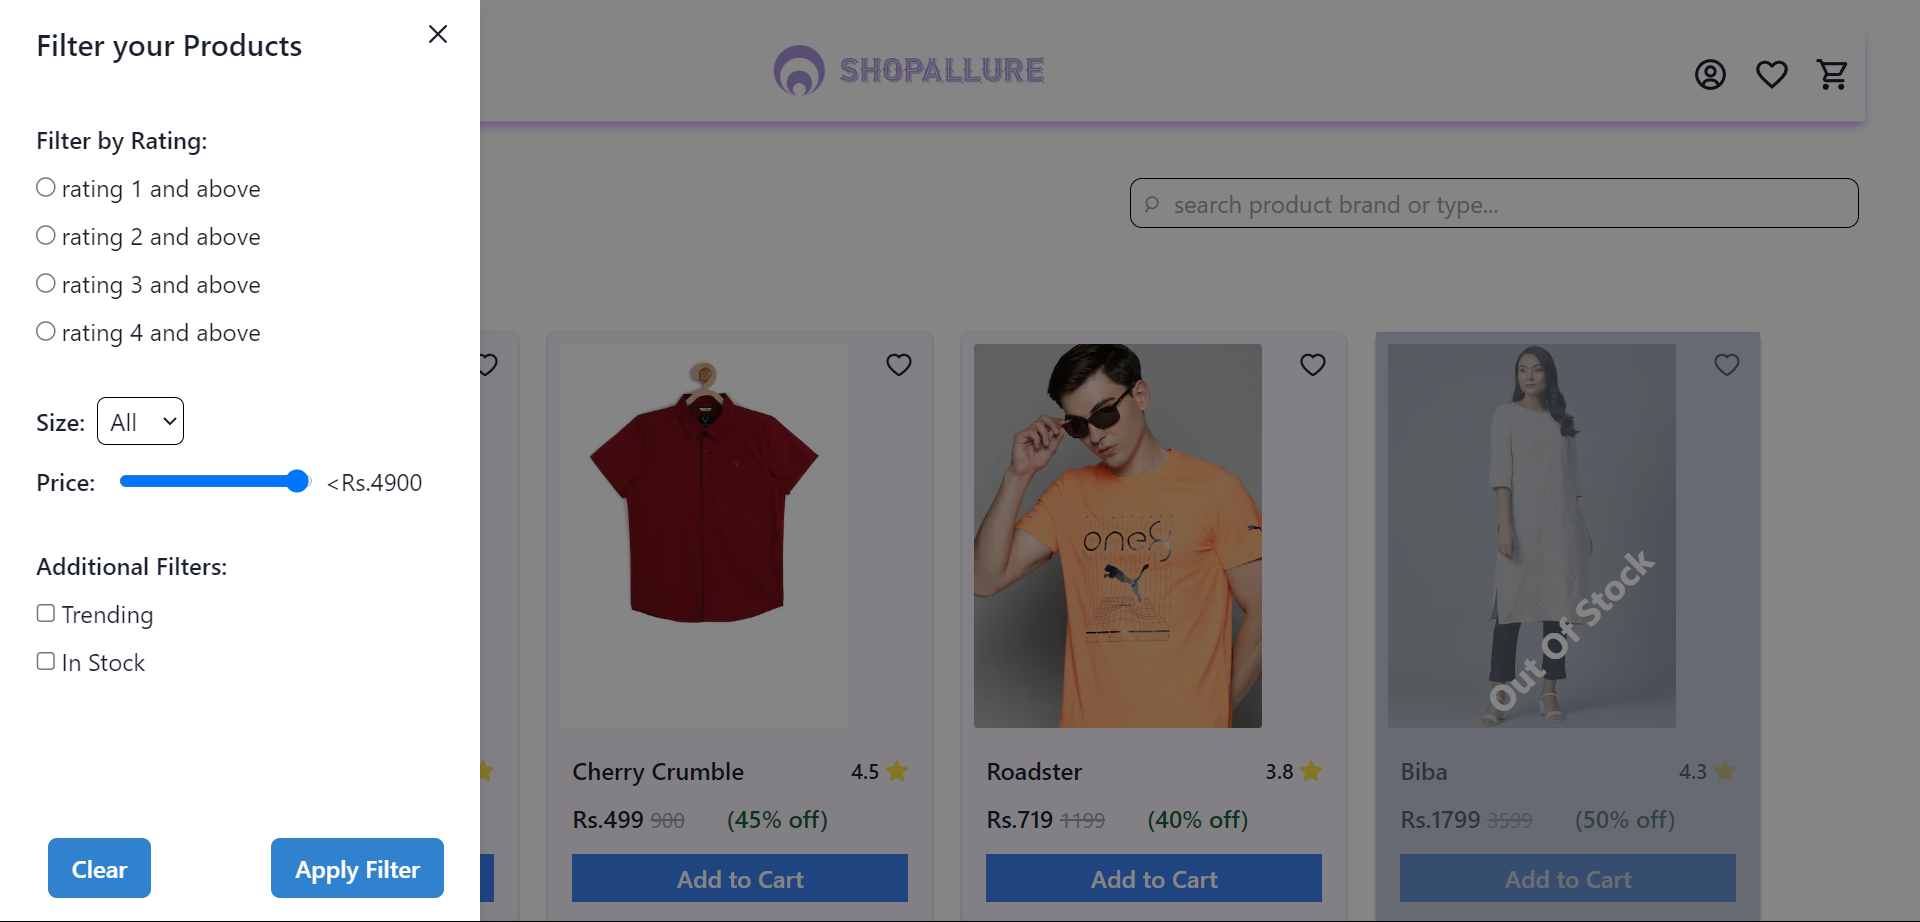 Filter your Products
Filter by Rating:
rating 1 and above
rating 2 and above
rating 3 and above
rating 4 and above
Size: All
Price: <Rs.4900
Additional Filters:
Trending
In Stock
Clear
Apply Filter
SHOPALLURE
search product brand or type...
one8
Out Of Stock
Cherry Crumble 4.5
Rs.499 900 (45% off)
Add to Cart
Roadster 3.8
Rs.719 1199 (40% off)
Add to Cart
Biba 4.3
Rs.1799 3599 (50% off)
Add to Cart